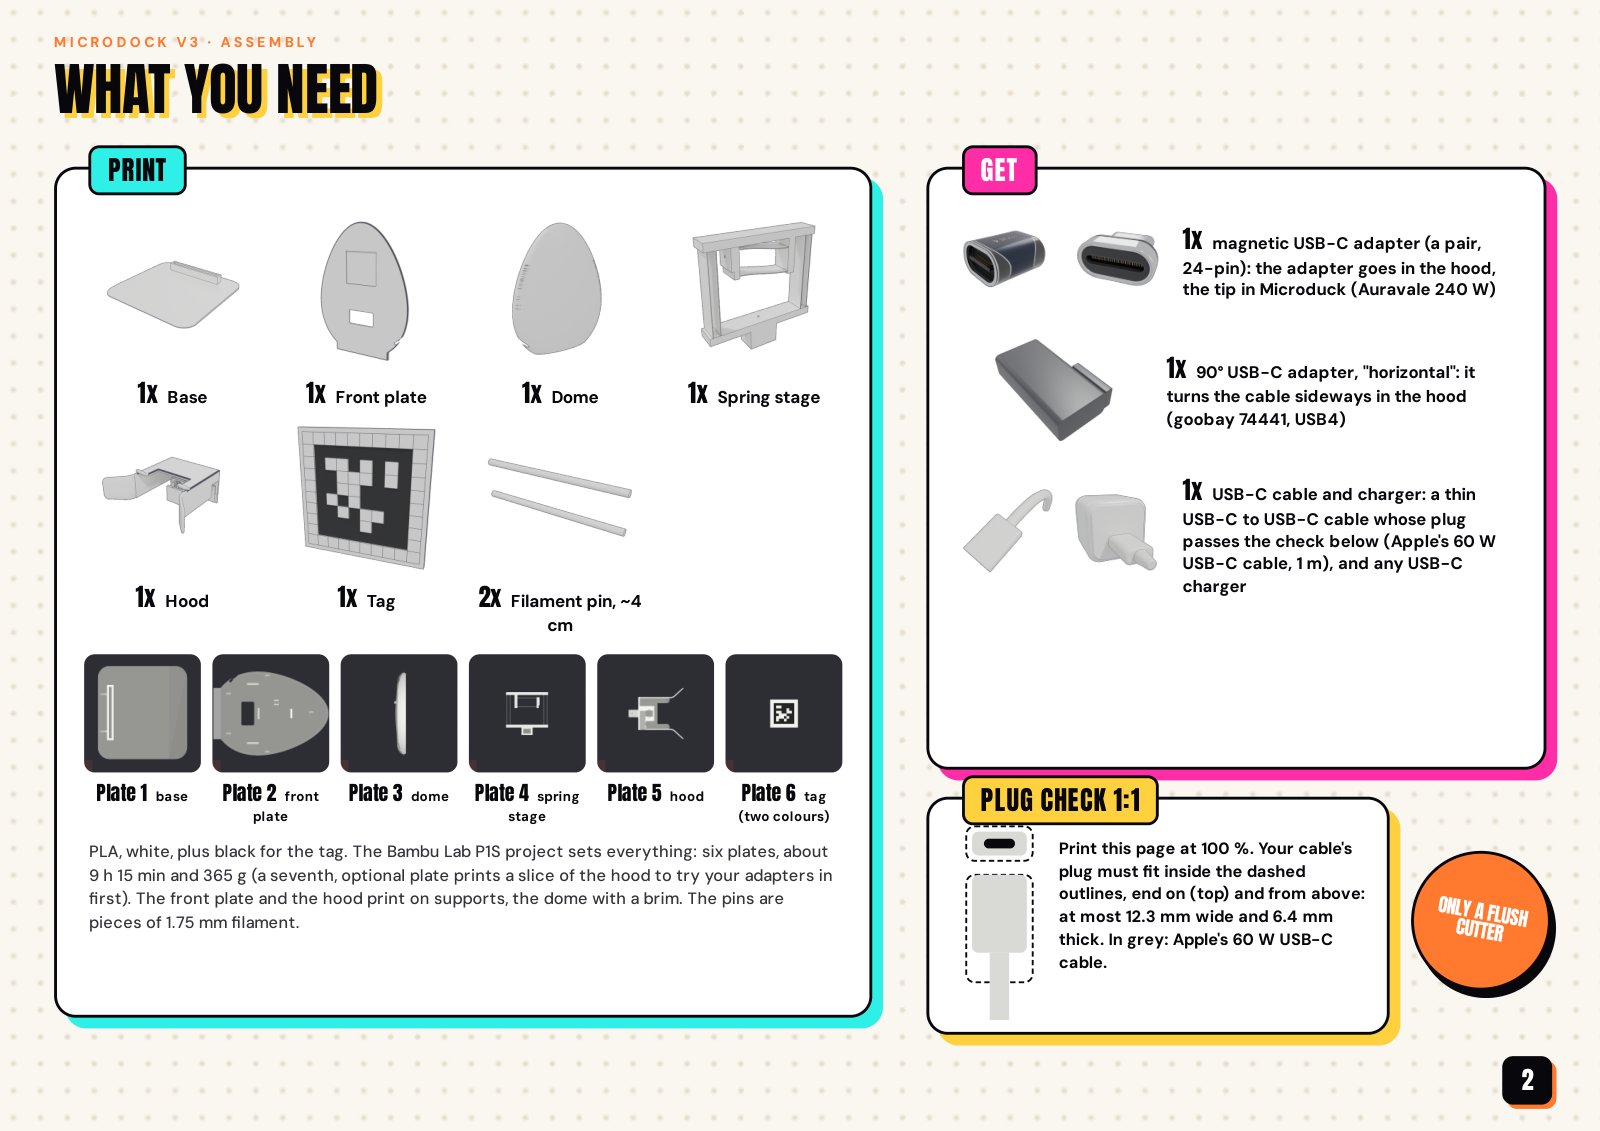 MICRODOCK V3 · ASSEMBLY
WHAT YOU NEED
PRINT
1x Base
1x Front plate
1x Dome
1x Spring stage
1x Hood
1x Tag
2x Filament pin, ~4
cm
Plate 1 base
Plate 2 front
plate
Plate 3 dome
Plate 4 spring
stage
Plate 5 hood
Plate 6 tag
(two colours)
PLA, white, plus black for the tag. The Bambu Lab P1S project sets everything: six plates, about
9 h 15 min and 365 g (a seventh, optional plate prints a slice of the hood to try your adapters in
first). The front plate and the hood print on supports, the dome with a brim. The pins are
pieces of 1.75 mm filament.
GET
1x magnetic USB-C adapter (a pair,
24-pin): the adapter goes in the hood,
the tip in Microduck (Auravale 240 W)
1x 90° USB-C adapter, "horizontal": it
turns the cable sideways in the hood
(goobay 74441, USB4)
1x USB-C cable and charger: a thin
USB-C to USB-C cable whose plug
passes the check below (Apple's 60 W
USB-C cable, 1 m), and any USB-C
charger
PLUG CHECK 1:1
Print this page at 100 %. Your cable's
plug must fit inside the dashed
outlines, end on (top) and from above:
at most 12.3 mm wide and 6.4 mm
thick. In grey: Apple's 60 W USB-C
cable.
ONLY A FLUSH
CUTTER
2